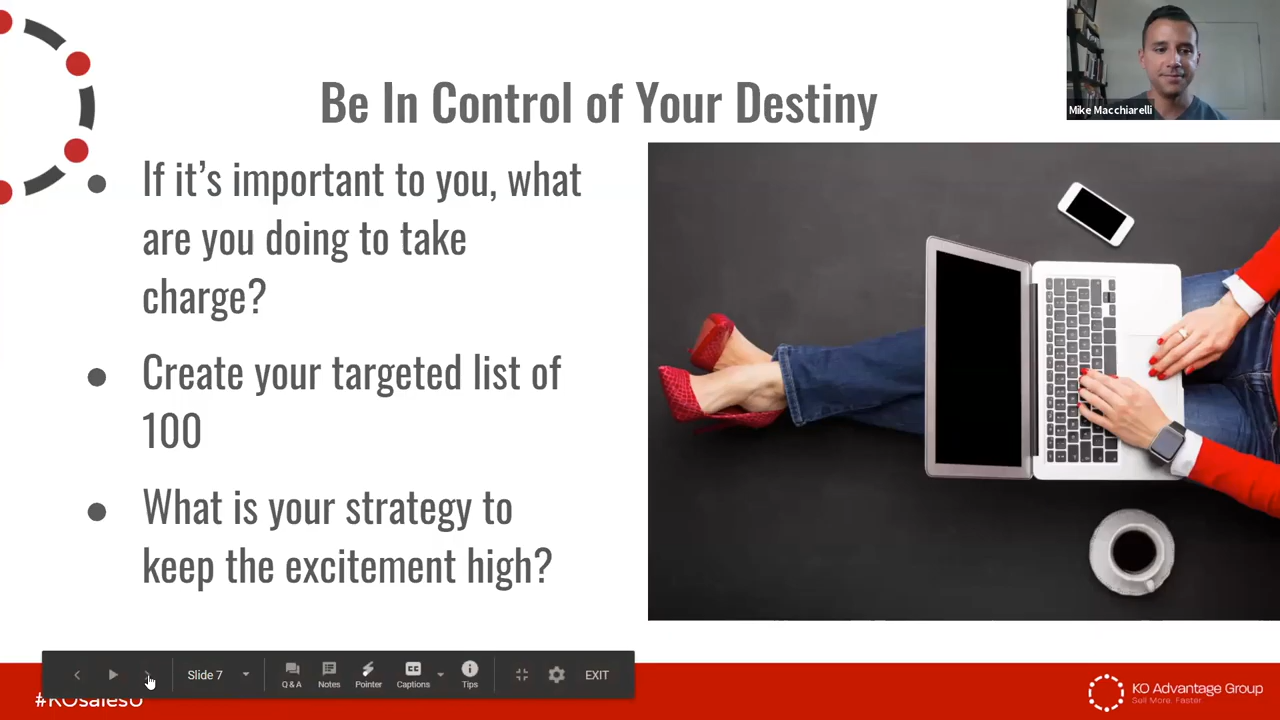 Be In Control of Your Destiny
Mike Macchiarelli
● If it’s important to you, what
are you doing to take
charge?
● Create your targeted list of
100
● What is your strategy to
keep the excitement high?
Slide 7
Q & A
Notes
Pointer
CC
Captions
Tips
EXIT
#KOsalesU
KO Advantage Group
Sell More. Faster.